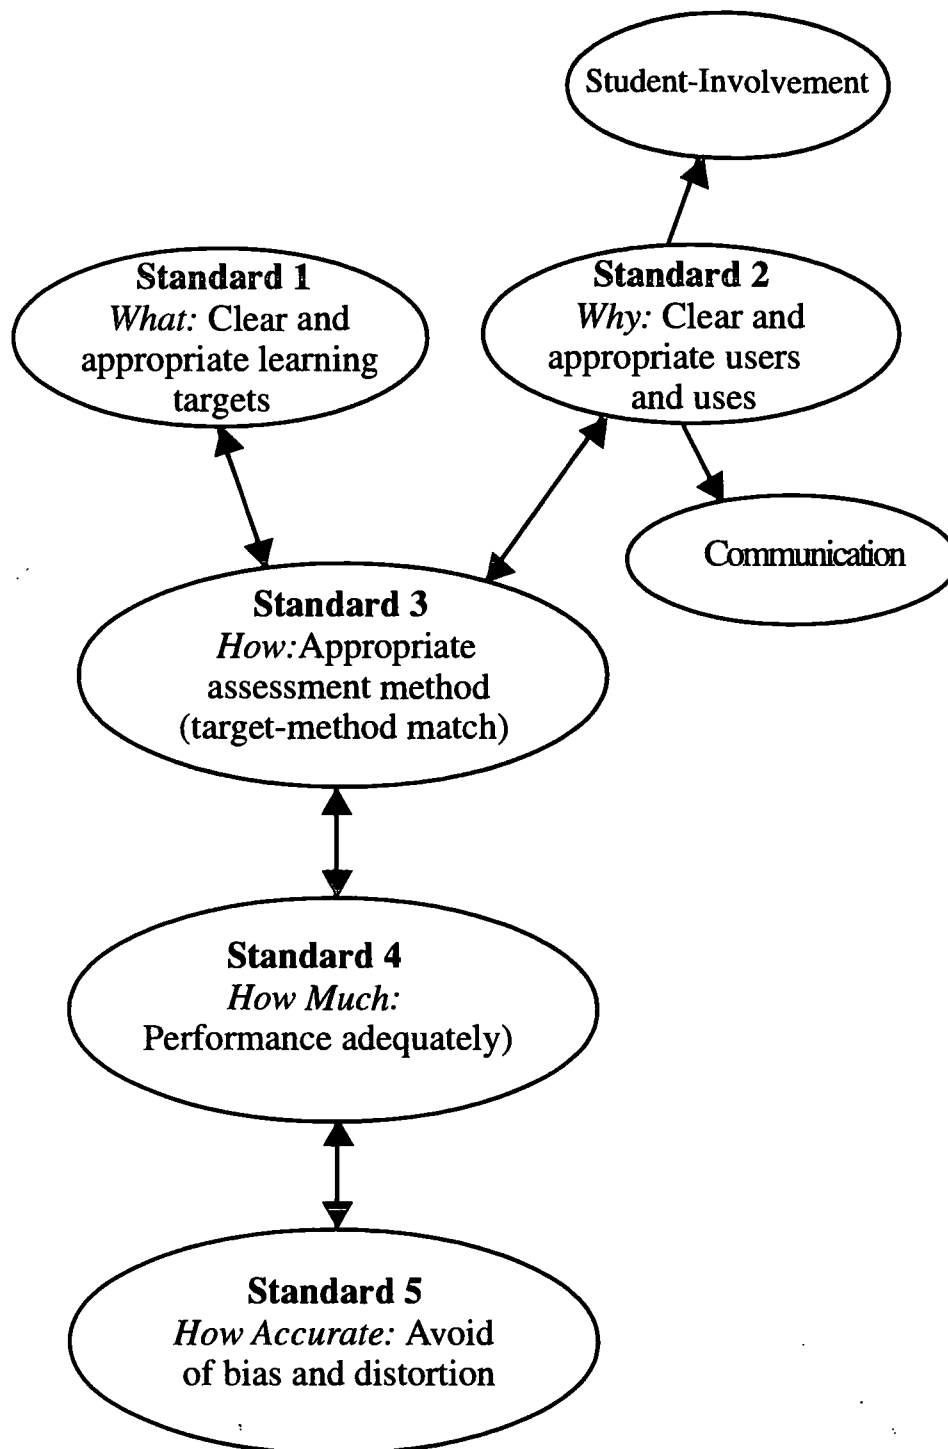 Student-Involvement
Standard 1
What: Clear and
appropriate learning
targets
Standard 2
Why: Clear and
appropriate users
and uses
Communication
Standard 3
How:Appropriate
assessment method
(target-method match)
Standard 4
How Much:
Performance adequately)
Standard 5
How Accurate: Avoid
of bias and distortion